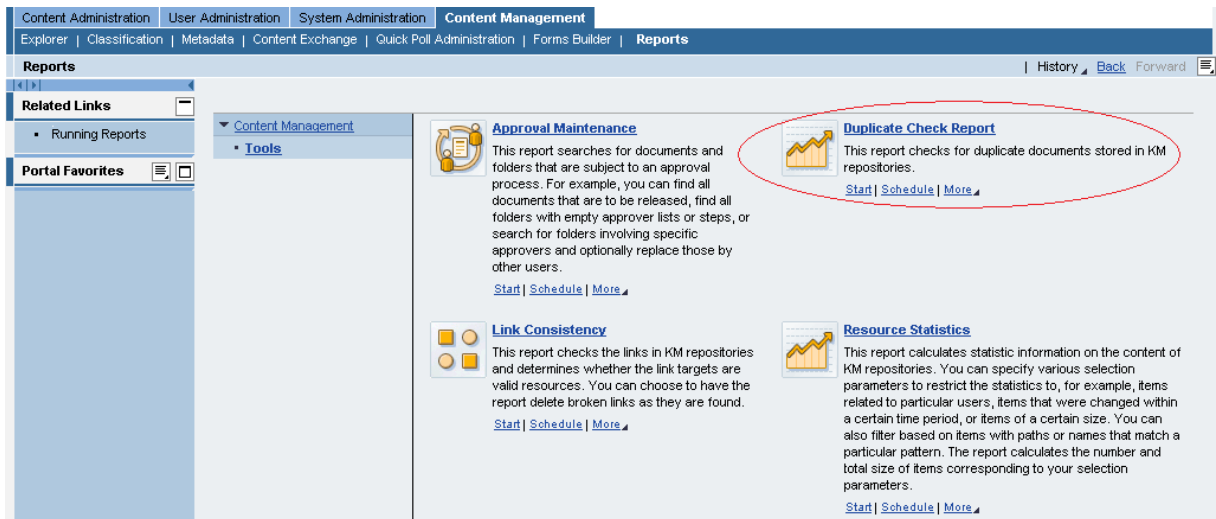 Content Administration User Administration System Administration Content Management
Explorer | Classification | Metadata | Content Exchange | Quick Poll Administration | Forms Builder | Reports
Reports | History Back Forward
Related Links
Running Reports
Portal Favorites
Content Management
Tools
Approval Maintenance
This report searches for documents and
folders that are subject to an approval
process. For example, you can find all
documents that are to be released, find all
folders with empty approver lists or steps, or
search for folders involving specific
approvers and optionally replace those by
other users.
Start | Schedule | More
Duplicate Check Report
This report checks for duplicate documents stored in KM
repositories.
Start | Schedule | More
Link Consistency
This report checks the links in KM repositories
and determines whether the link targets are
valid resources. You can choose to have the
report delete broken links as they are found.
Start | Schedule | More
Resource Statistics
This report calculates statistic information on the content of
KM repositories. You can specify various selection
parameters to restrict the statistics to, for example, items
related to particular users, items that were changed within
a certain time period, or items of a certain size. You can
also filter based on items with paths or names that match a
particular pattern. The report calculates the number and
total size of items corresponding to your selection
parameters.
Start | Schedule | More